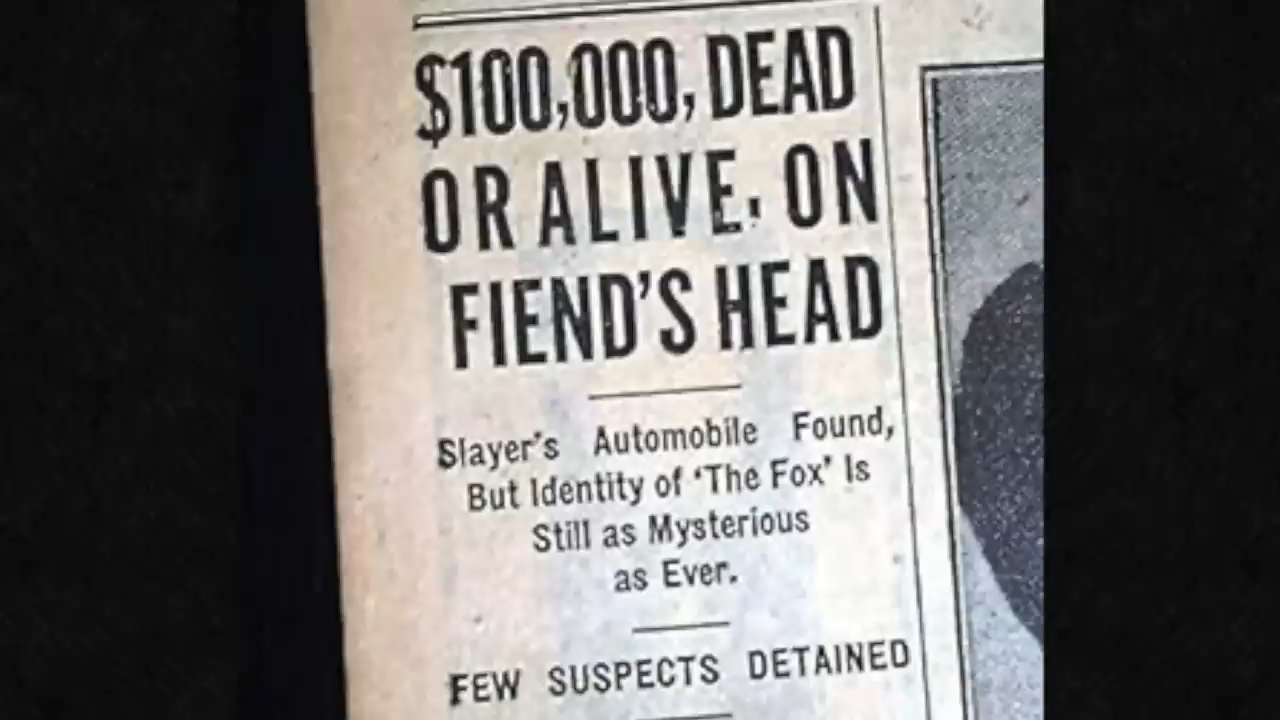 $100,000, DEAD
OR ALIVE, ON
FIEND'S HEAD
Slayer's Automobile Found,
But Identity of 'The Fox' Is
Still as Mysterious
as Ever.
FEW SUSPECTS DETAINED